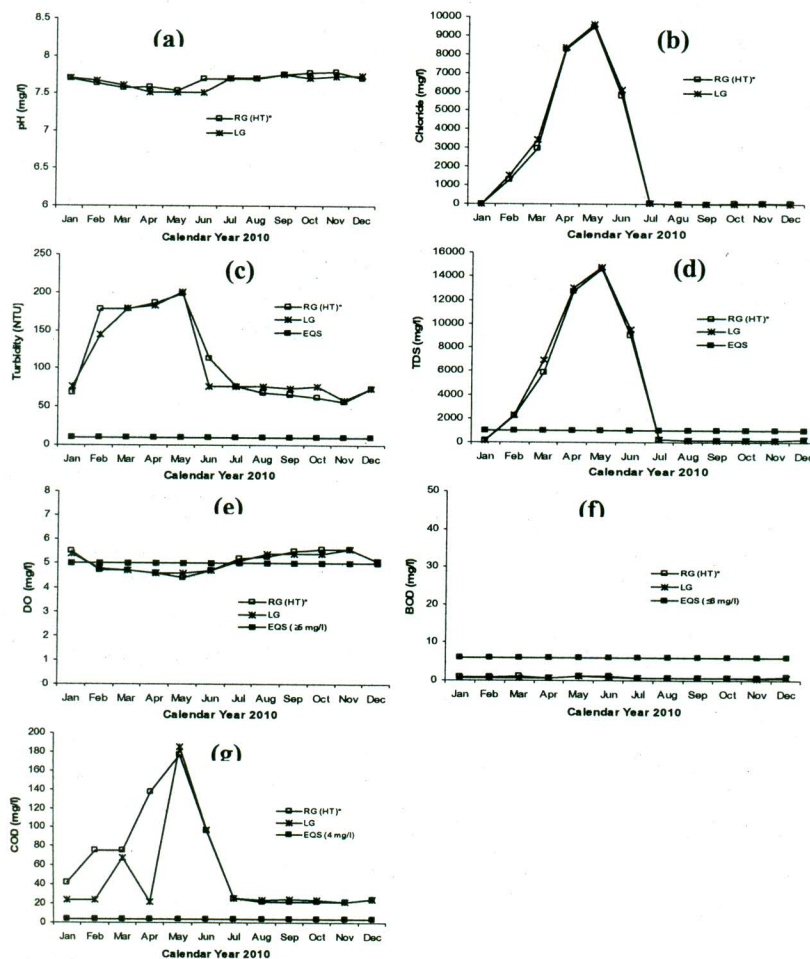 (a)
8.5
8
7.5
7
6.5
6
pH (mg/l)
RG (HT)*
LG
Jan Feb Mar Apr May Jun Jul Aug Sep Oct Nov Dec
Calendar Year 2010
(b)
10000
9000
8000
7000
6000
5000
4000
3000
2000
1000
0
Chloride (mg/l)
RG (HT)*
LG
Jan Feb Mar Apr May Jun Jul Agu Sep Oct Nov Dec
Calendar Year 2010
(c)
250
200
150
100
50
0
Turbidity (NTU)
RG (HT)*
LG
EQS
Jan Feb Mar Apr May Jun Jul Aug Sep Oct Nov Dec
Calendar Year 2010
(d)
16000
14000
12000
10000
8000
6000
4000
2000
0
TDS (mg/l)
RG (HT)*
LG
EQS
Jan Feb Mar Apr May Jun Jul Aug Sep Oct Nov Dec
Calendar Year 2010
(e)
8
7
6
5
4
3
2
1
0
DO (mg/l)
RG (HT)*
LG
EQS (≥5 mg/l)
Jan Feb Mar Apr May Jun Jul Aug Sep Oct Nov Dec
Calendar Year 2010
(f)
50
40
30
20
10
0
BOD (mg/l)
RG (HT)*
LG
EQS (≤6 mg/l)
Jan Feb Mar Apr May Jun Jul Aug Sep Oct Nov Dec
Calendar Year 2010
(g)
200
180
160
140
120
100
80
60
40
20
0
COD (mg/l)
RG (HT)*
LG
EQS (4 mg/l)
Jan Feb Mar Apr May Jun Jul Aug Sep Oct Nov Dec
Calendar Year 2010